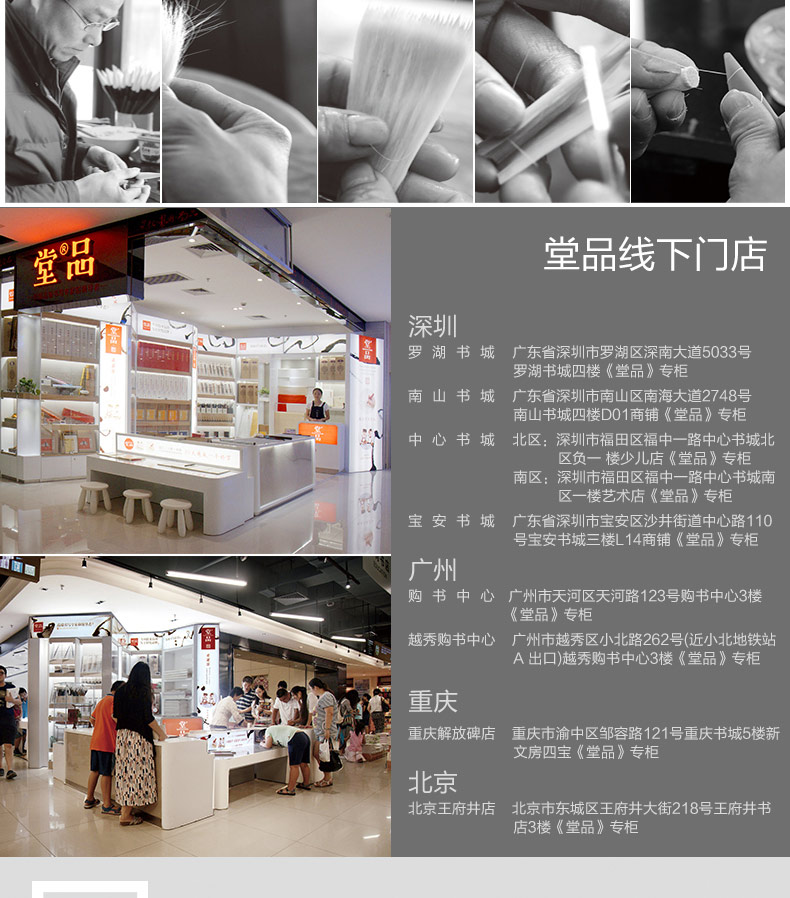 堂®品
堂品
堂品
堂品线下门店
深圳
罗湖书城 广东省深圳市罗湖区深南大道5033号
罗湖书城四楼《堂品》专柜
南山书城 广东省深圳市南山区南海大道2748号
南山书城四楼D01商铺《堂品》专柜
中心书城 北区：深圳市福田区福中一路中心书城北
区负一 楼少儿店《堂品》专柜
南区：深圳市福田区福中一路中心书城南
区一楼艺术店《堂品》专柜
宝安书城 广东省深圳市宝安区沙井街道中心路110
号宝安书城三楼L14商铺《堂品》专柜
广州
购书中心 广州市天河区天河路123号购书中心3楼
《堂品》专柜
越秀购书中心 广州市越秀区小北路262号(近小北地铁站
A 出口)越秀购书中心3楼《堂品》专柜
重庆
重庆解放碑店 重庆市渝中区邹容路121号重庆书城5楼新
文房四宝《堂品》专柜
北京
北京王府井店 北京市东城区王府井大街218号王府井书
店3楼《堂品》专柜
堂品